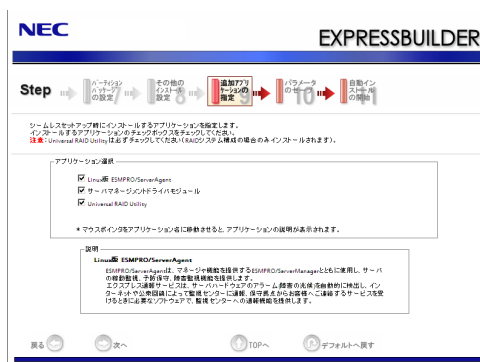 NEC
EXPRESSBUILDER
Step
パーティション
パッケージ
の設定
7
その他の
インストール
設定
8
追加アプリ
ケーションの
指定
9
パラメータ
のセーブ
10
自動イン
ストール
の開始
11
シームレスセットアップ時にインストールするアプリケーションを指定します。
インストールするアプリケーションのチェックボックスをチェックしてください。
注意：Universal RAID Utilityは必ずチェックしてください(RAIDシステム構成の場合のみインストールされます)。
アプリケーション選択
Linux版 ESMPRO/ServerAgent
サーバマネージメントドライバモジュール
Universal RAID Utility
* マウスポインタをアプリケーション名に移動させると、アプリケーションの説明が表示されます。
説明
Linux版 ESMPRO/ServerAgent
ESMPRO/ServerAgentは、マネージャ機能を提供するESMPRO/ServerManagerとともに使用し、サーバ
の稼動監視、予防保守、障害監視機能を提供します。
エクスプレス通報サービスは、サーバハードウェアのアラーム(障害の兆候)を自動的に検出し、イン
ターネットや公衆回線によって監視センターに通報、保守拠点からお客様へご連絡するサービスを受
けるときに必要なソフトウェアで、監視センターへの通報機能を提供します。
戻る
次へ
TOPへ
デフォルトへ戻す